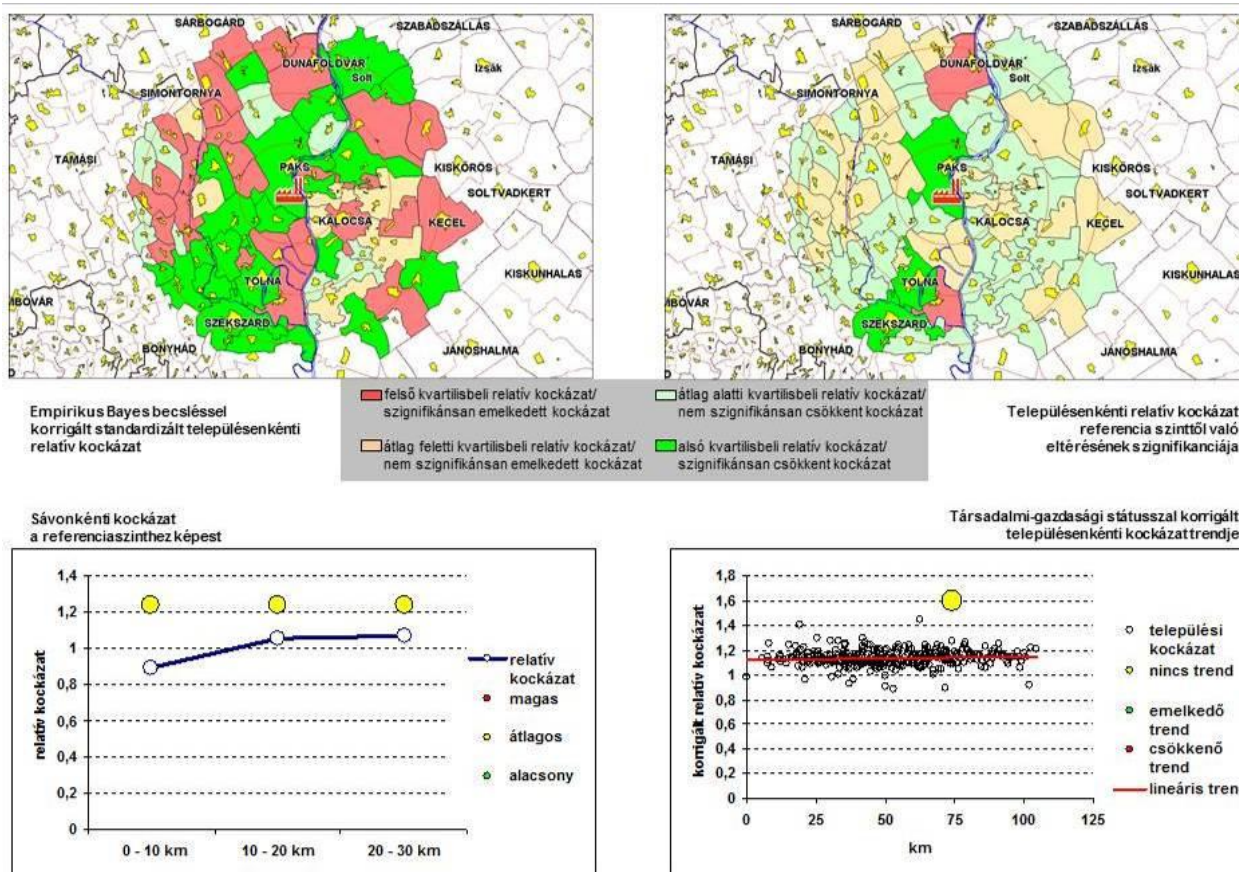 SÁRBOGÁRD
SZABADSZÁLLÁS
DUNAFÖLDVÁR
Solt
Izsák
SIMONTORNYA
TAMÁSI
PAKS
KISKŐRÖS
SOLTVADKERT
KALOCSA
KECEL
TOLNA
KISKUNHALAS
MBÓVÁR
SZEKSZÁRD
BONYHÁD
JÁNOSHALMA
SÁRBOGÁRD
SZABADSZÁLLÁS
DUNAFÖLDVÁR
Solt
Izsák
SIMONTORNYA
TAMÁSI
PAKS
KISKŐRÖS
SOLTVADKERT
KALOCSA
KECEL
TOLNA
KISKUNHALAS
MBÓVÁR
SZEKSZÁRD
BONYHÁD
JÁNOSHALMA
Empirikus Bayes becsléssel
korrigált standardizált településenkénti
relatív kockázat
felső kvartilisbeli relatív kockázat/
szignifikánsan emelkedett kockázat
átlag feletti kvartilisbeli relatív kockázat/
nem szignifikánsan emelkedett kockázat
átlag alatti kvartilisbeli relatív kockázat/
nem szignifikánsan csökkent kockázat
alsó kvartilisbeli relatív kockázat/
szignifikánsan csökkent kockázat
Településenkénti relatív kockázat
referencia szinttől való
eltérésének szignifikanciája
Sávonkénti kockázat
a referenciaszinthez képest
relatív kockázat
1,4
1,2
1
0,8
0,6
0,4
0,2
0
0 - 10 km
10 - 20 km
20 - 30 km
relatív
kockázat
magas
átlagos
alacsony
Társadalmi-gazdasági státusszal korrigált
településenkénti kockázat trendje
korrigált relatív kockázat
1,8
1,6
1,4
1,2
1
0,8
0,6
0,4
0,2
0
0
25
50
75
100
125
km
települési
kockázat
nincs trend
emelkedő
trend
csökkenő
trend
lineáris tren